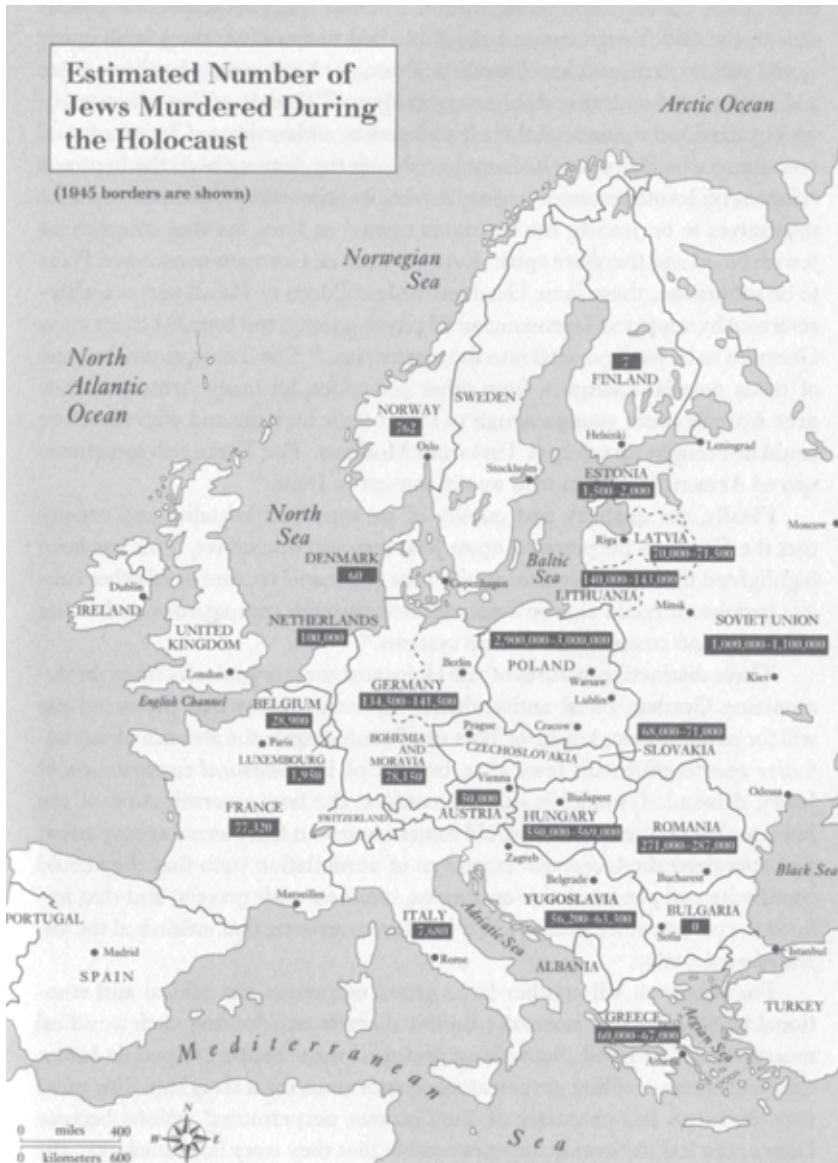 Estimated Number of
Jews Murdered During
the Holocaust
(1945 borders are shown)
Arctic Ocean
Norwegian
Sea
North
Atlantic
Ocean
7
FINLAND
SWEDEN
NORWAY
762
Oslo
Helsinki
Leningrad
Stockholm
ESTONIA
1,500–2,000
North
Sea
Moscow
Riga
LATVIA
70,000–71,500
DENMARK
60
Baltic
Sea
Copenhagen
140,000–143,000
LITHUANIA
Dublin
IRELAND
Minsk
NETHERLANDS
100,000
SOVIET UNION
1,000,000–1,100,000
UNITED
KINGDOM
2,900,000–3,000,000
POLAND
Berlin
Warsaw
London
Kiev
GERMANY
134,500–141,500
Lublin
English Channel
BELGIUM
28,900
Prague
Cracow
68,000–71,000
SLOVAKIA
Paris
BOHEMIA
AND
MORAVIA
78,150
CZECHOSLOVAKIA
LUXEMBOURG
1,950
Vienna
50,000
AUSTRIA
Budapest
HUNGARY
550,000–569,000
Odessa
FRANCE
77,320
SWITZERLAND
ROMANIA
271,000–287,000
Zagreb
Bucharest
Black Sea
Belgrade
YUGOSLAVIA
56,200–63,300
Marseilles
BULGARIA
0
Sofia
ITALY
7,680
Adriatic Sea
PORTUGAL
Madrid
SPAIN
Rome
Istanbul
ALBANIA
TURKEY
GREECE
60,000–67,000
Aegean Sea
Athens
Mediterranean
Sea
N
E
0 miles 400
0 kilometers 600